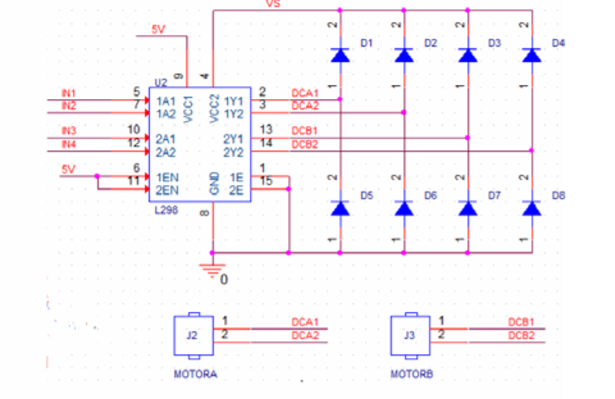 VS
5V
2 2 2 2
D1 D2 D3 D4
9 4
1 1 1 1
U2
IN1 5 1A1 VCC1 VCC2 1Y1 2 DCA1
IN2 7 1A2 1Y2 3 DCA2
IN3 10 2A1 2Y1 13 DCB1
IN4 12 2A2 2Y2 14 DCB2
5V 6 1EN GND 1E 1
11 2EN 2E 15
2 2 2 2
D5 D6 D7 D8
L298 8
1 1 1 1
0
J2 1 DCA1
2 DCA2
MOTORA
J3 1 DCB1
2 DCB2
MOTORB